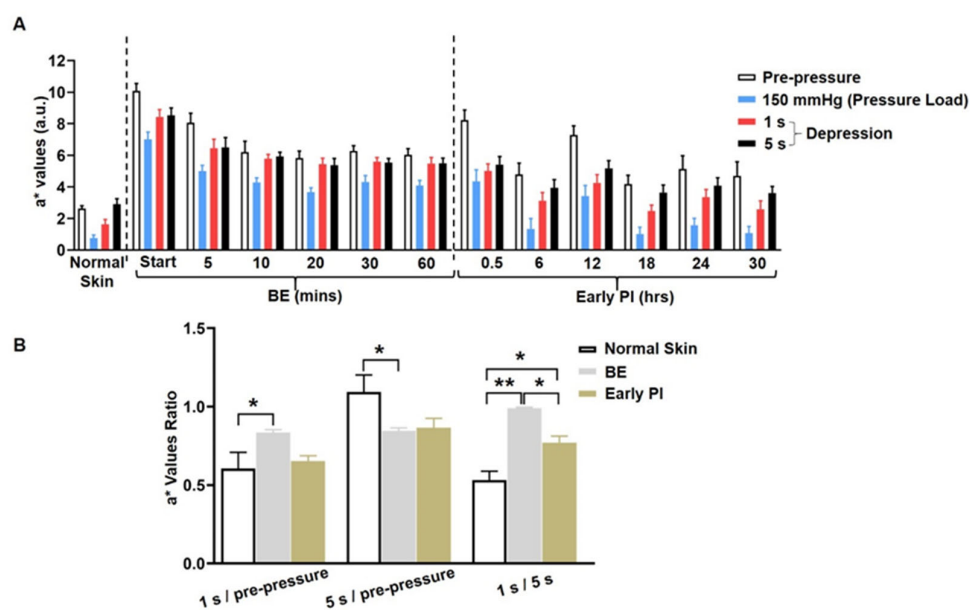 A
a* values (a.u.)
12
10
8
6
4
2
0
Normal Skin
Start 5 10 20 30 60
BE (mins)
0.5 6 12 18 24 30
Early PI (hrs)
Pre-pressure
150 mmHg (Pressure Load)
1 s
5 s
Depression
B
a* Values Ratio
1.5
1.0
0.5
0.0
*
*
*
**
*
Normal Skin
BE
Early PI
1 s / pre-pressure
5 s / pre-pressure
1 s / 5 s